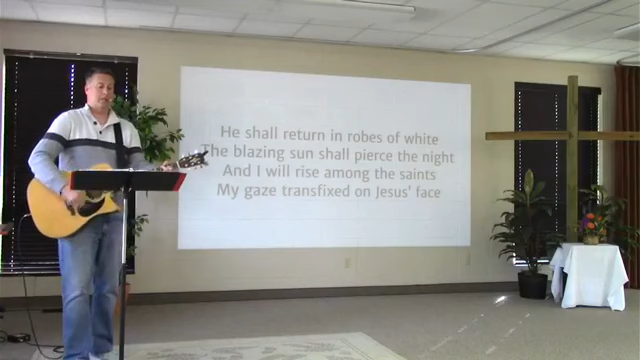 He shall return in robes of white
The blazing sun shall pierce the night
And I will rise among the saints
My gaze transfixed on Jesus' face